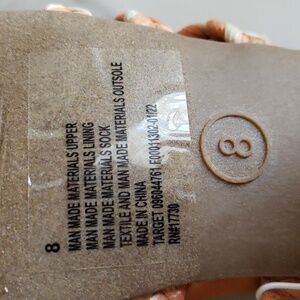 8
MAN MADE MATERIALS UPPER
MAN MADE MATERIALS LINING
MAN MADE MATERIALS SOCK
TEXTILE AND MAN MADE MATERIALS OUTSOLE
MADE IN CHINA
TARGET 096044761
RN#17730
8